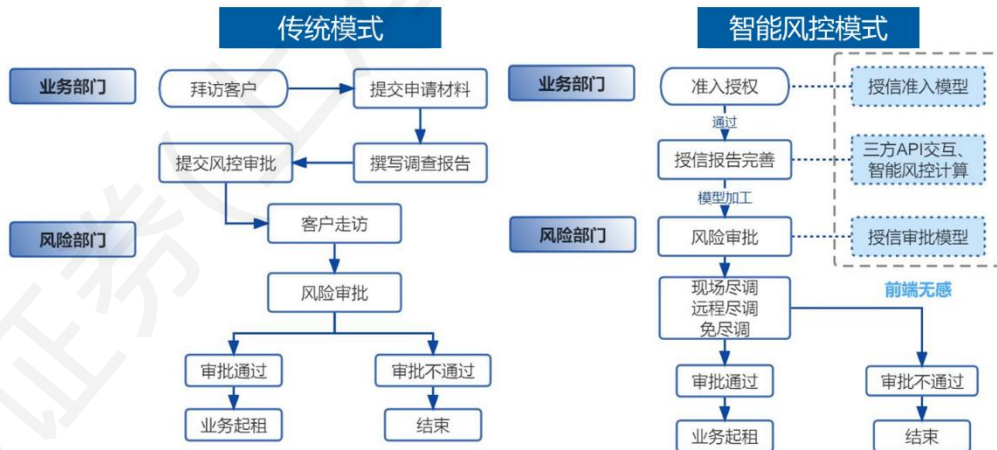 传统模式
业务部门
拜访客户
提交申请材料
提交风控审批
撰写调查报告
风险部门
客户走访
风险审批
审批通过
审批不通过
业务起租
结束
智能风控模式
业务部门
准入授权
授信准入模型
通过
授信报告完善
三方API交互、
智能风控计算
模型加工
风险部门
风险审批
授信审批模型
现场尽调
远程尽调
免尽调
前端无感
审批通过
审批不通过
业务起租
结束